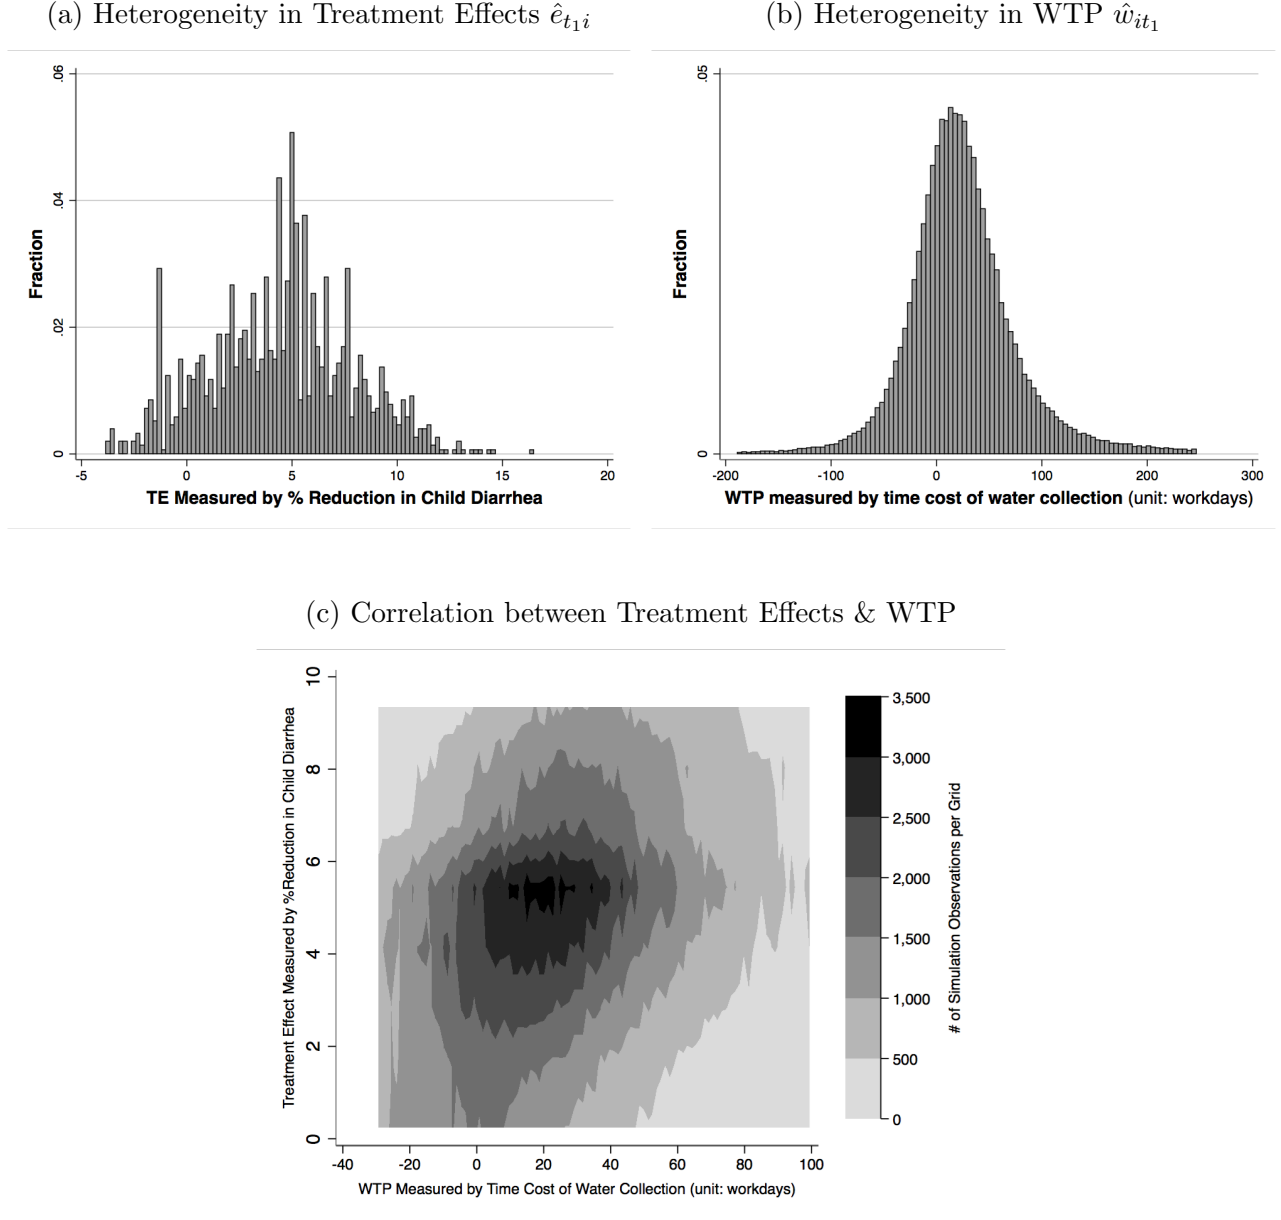 (a) Heterogeneity in Treatment Effects ê_{t₁i}
(b) Heterogeneity in WTP ŵ_{it₁}
.06
.04
.02
0
Fraction
-5 0 5 10 15 20
TE Measured by % Reduction in Child Diarrhea
.05
0
Fraction
-200 -100 0 100 200 300
WTP measured by time cost of water collection (unit: workdays)
(c) Correlation between Treatment Effects & WTP
10
8
6
4
2
0
Treatment Effect Measured by %Reduction in Child Diarrhea
-40 -20 0 20 40 60 80 100
WTP Measured by Time Cost of Water Collection (unit: workdays)
3,500
3,000
2,500
2,000
1,500
1,000
500
0
# of Simulation Observations per Grid